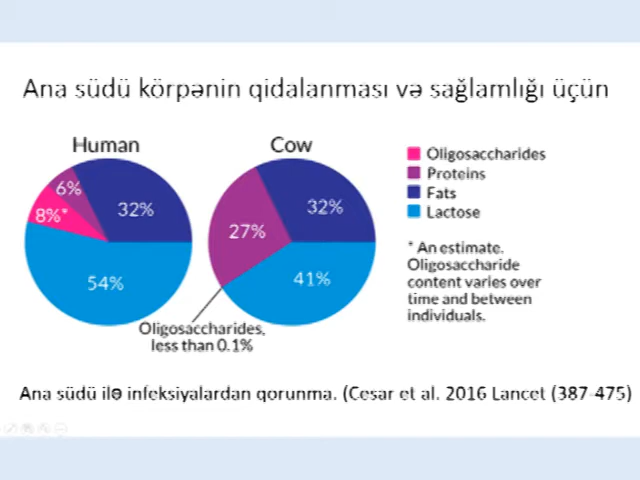 Ana südü körpənin qidalanması və sağlamlığı üçün
Human
Cow
6%
8%*
32%
54%
27%
32%
41%
Oligosaccharides,
less than 0.1%
Oligosaccharides
Proteins
Fats
Lactose
* An estimate.
Oligosaccharide
content varies over
time and between
individuals.
Ana südü ilə infeksiyalardan qorunma. (Cesar et al. 2016 Lancet (387-475)